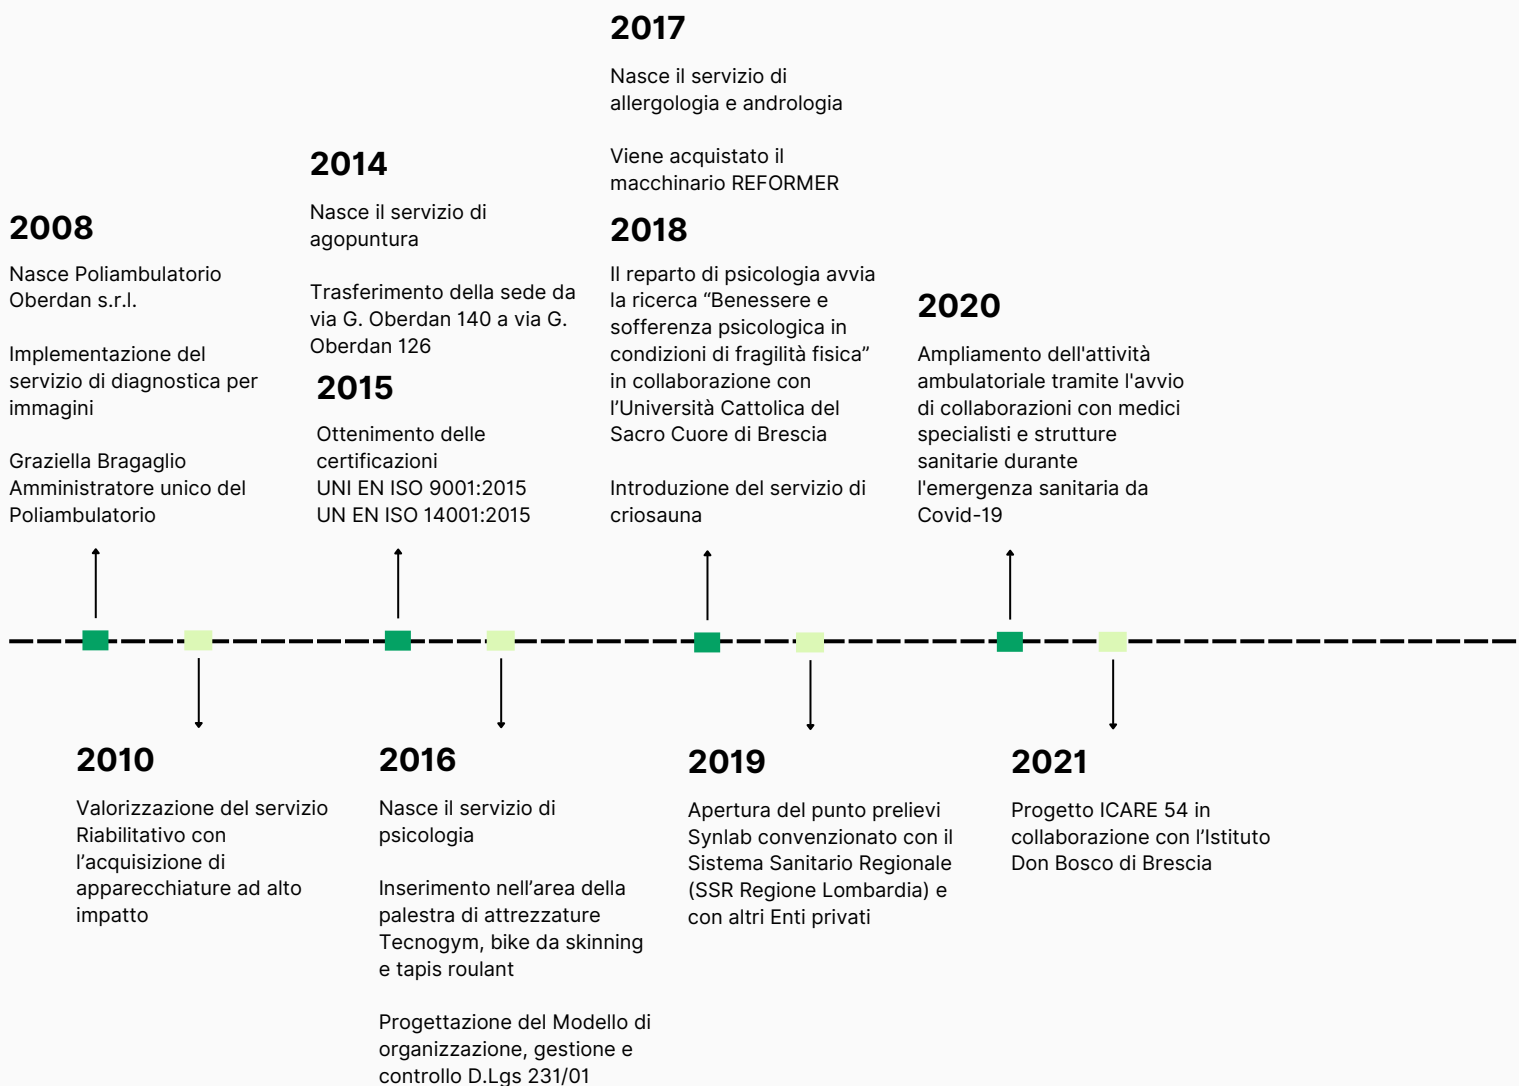 2008
Nasce Poliambulatorio
Oberdan s.r.l.
Implementazione del
servizio di diagnostica per
immagini
Graziella Bragaglio
Amministratore unico del
Poliambulatorio
2010
Valorizzazione del servizio
Riabilitativo con
l’acquisizione di
apparecchiature ad alto
impatto
2014
Nasce il servizio di
agopuntura
Trasferimento della sede da
via G. Oberdan 140 a via G.
Oberdan 126
2015
Ottenimento delle
certificazioni
UNI EN ISO 9001:2015
UN EN ISO 14001:2015
2016
Nasce il servizio di
psicologia
Inserimento nell’area della
palestra di attrezzature
Tecnogym, bike da skinning
e tapis roulant
Progettazione del Modello di
organizzazione, gestione e
controllo D.Lgs 231/01
2017
Nasce il servizio di
allergologia e andrologia
Viene acquistato il
macchinario REFORMER
2018
Il reparto di psicologia avvia
la ricerca “Benessere e
sofferenza psicologica in
condizioni di fragilità fisica”
in collaborazione con
l’Università Cattolica del
Sacro Cuore di Brescia
Introduzione del servizio di
criosauna
2019
Apertura del punto prelievi
Synlab convenzionato con il
Sistema Sanitario Regionale
(SSR Regione Lombardia) e
con altri Enti privati
2020
Ampliamento dell'attività
ambulatoriale tramite l'avvio
di collaborazioni con medici
specialisti e strutture
sanitarie durante
l'emergenza sanitaria da
Covid-19
2021
Progetto ICARE 54 in
collaborazione con l’Istituto
Don Bosco di Brescia